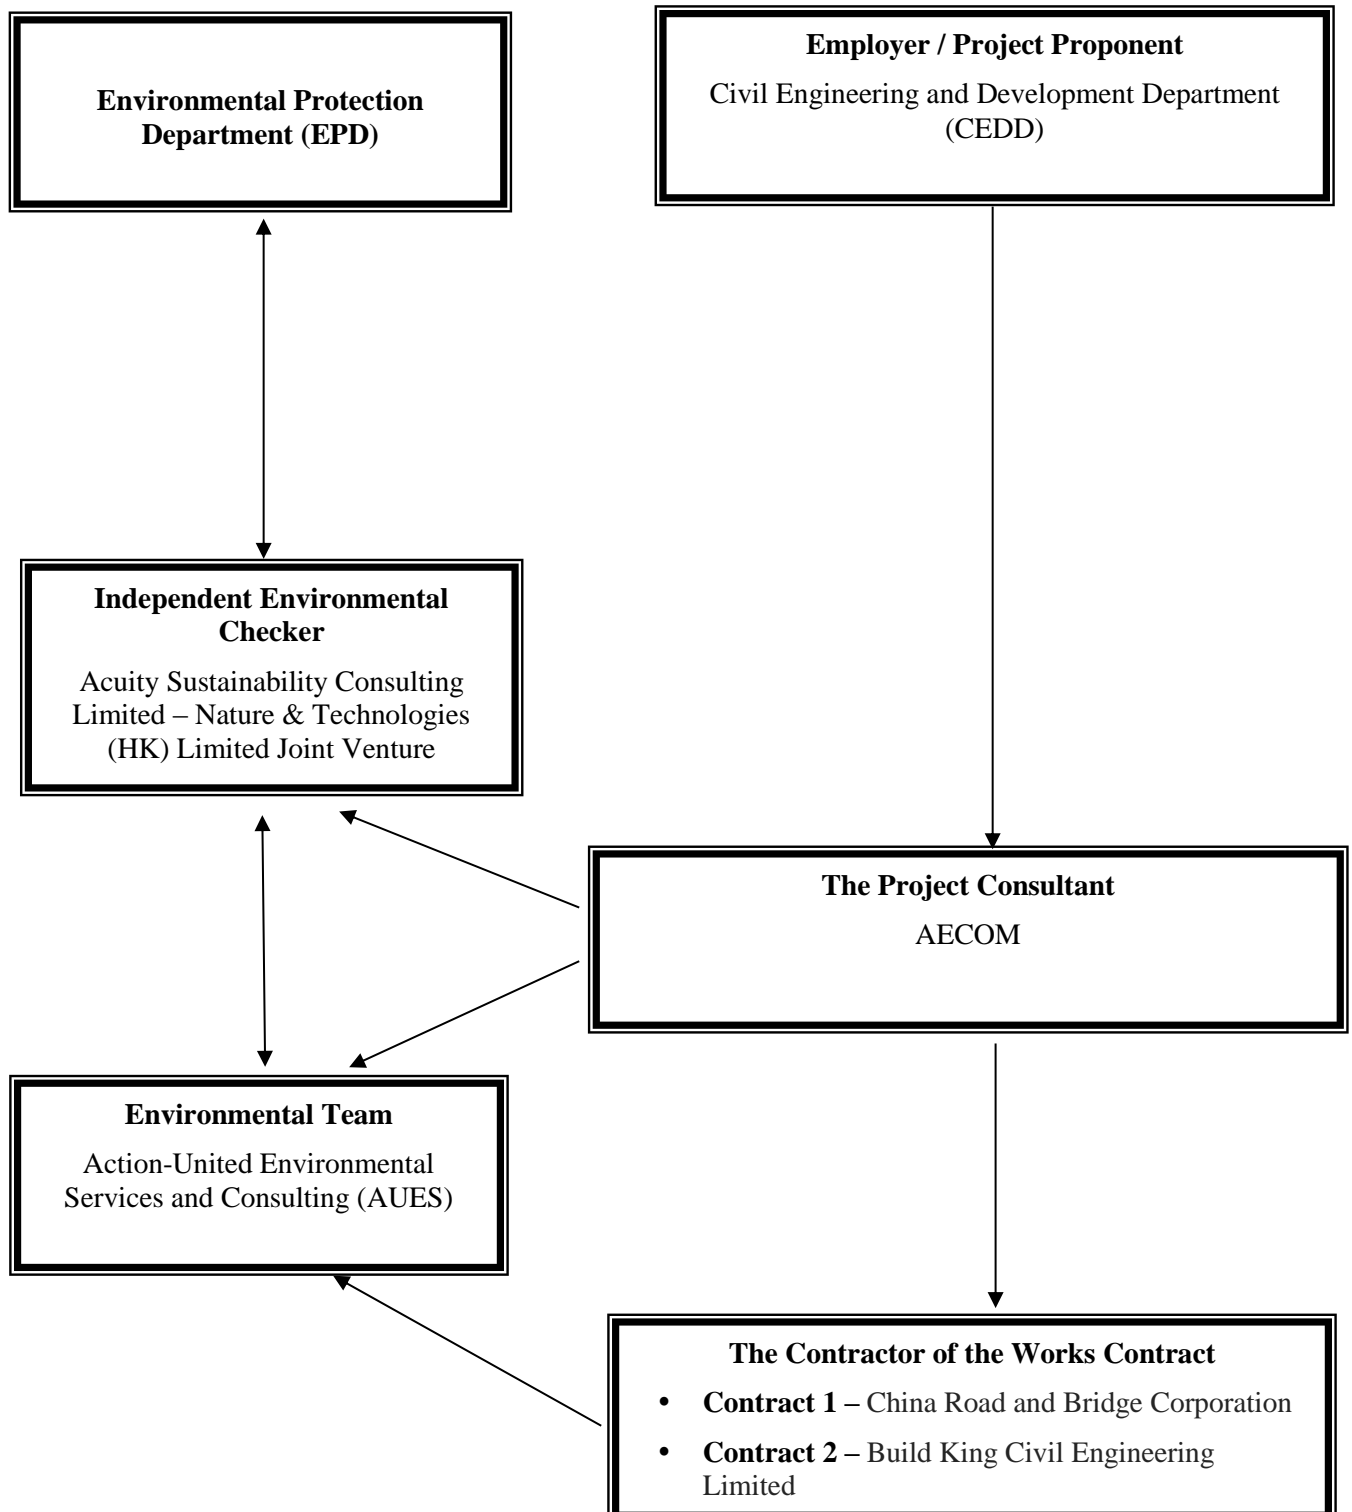 Environmental Protection
Department (EPD)
Employer / Project Proponent
Civil Engineering and Development Department
(CEDD)
Independent Environmental
Checker
Acuity Sustainability Consulting
Limited – Nature & Technologies
(HK) Limited Joint Venture
The Project Consultant
AECOM
Environmental Team
Action-United Environmental
Services and Consulting (AUES)
The Contractor of the Works Contract
• Contract 1 – China Road and Bridge Corporation
• Contract 2 – Build King Civil Engineering
Limited